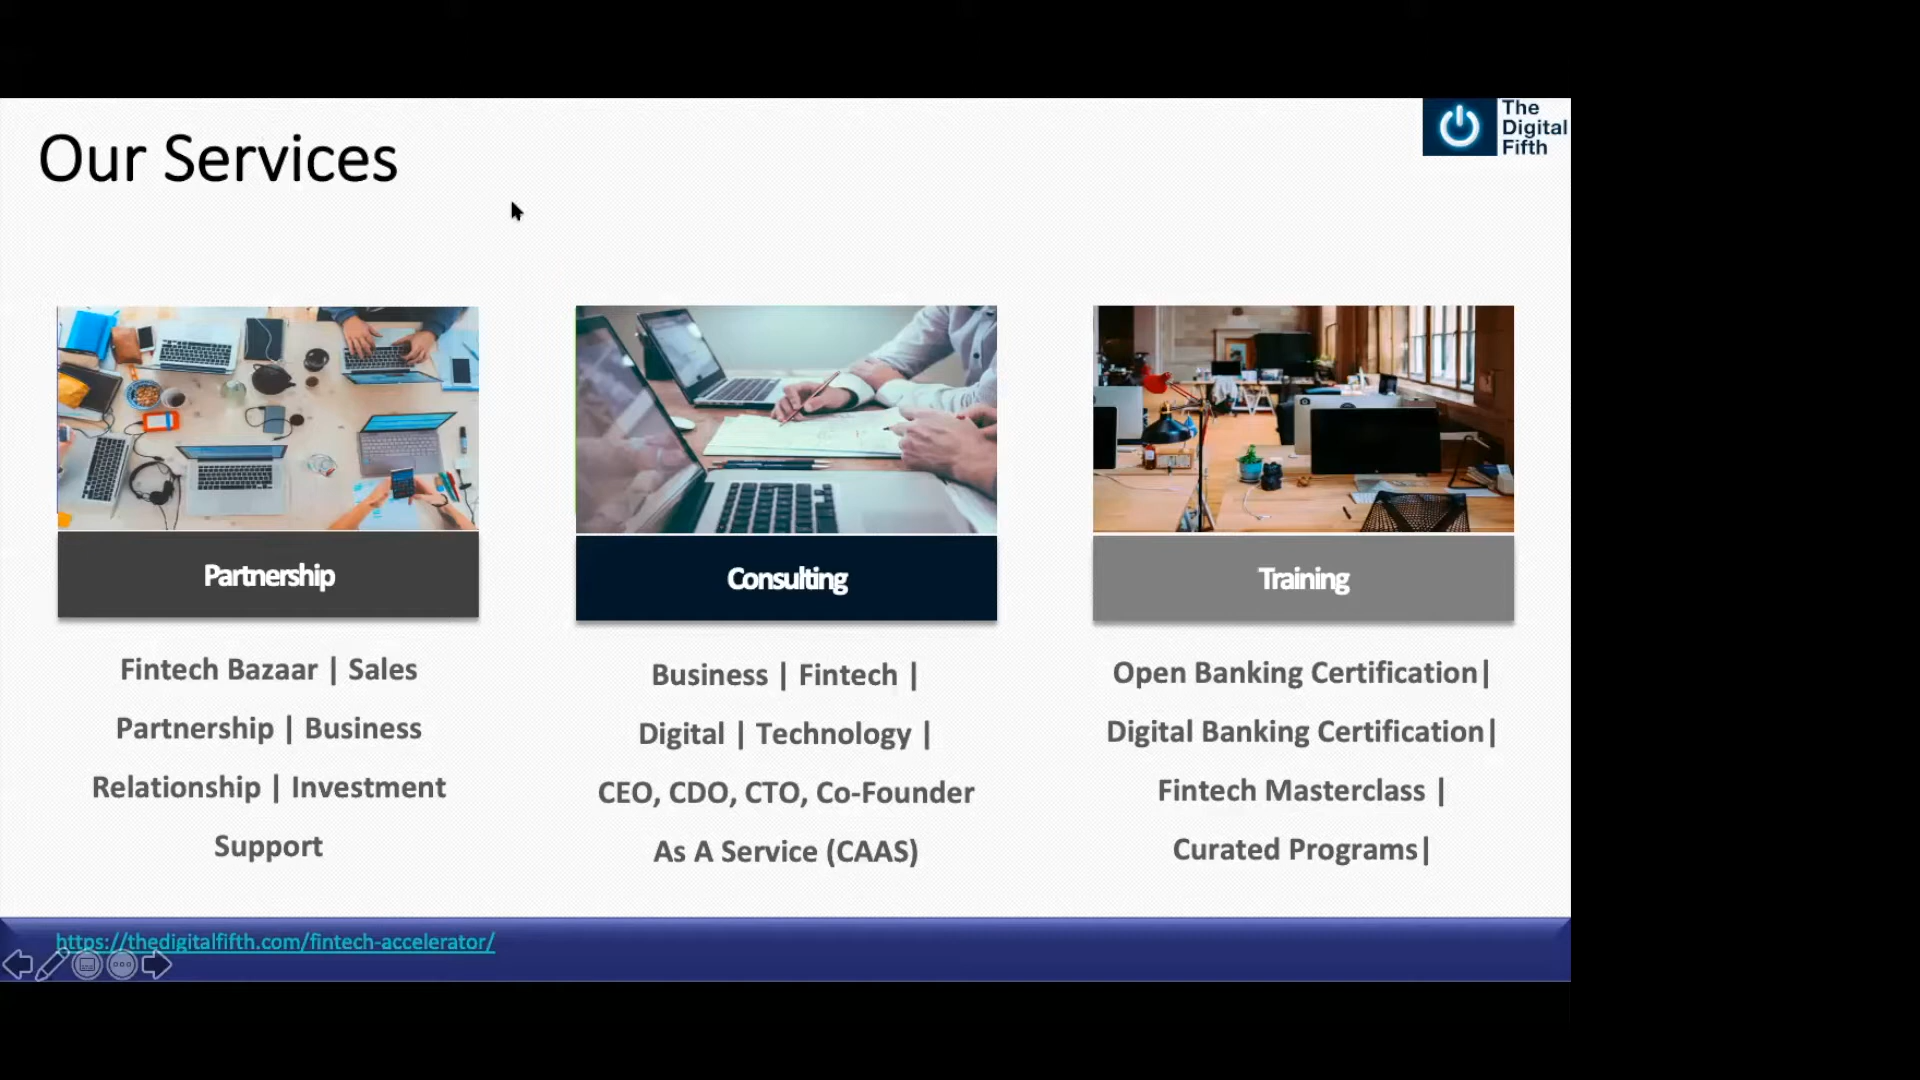 Our Services
The
Digital
Fifth
Partnership
Fintech Bazaar | Sales
Partnership | Business
Relationship | Investment
Support
Consulting
Business | Fintech |
Digital | Technology |
CEO, CDO, CTO, Co-Founder
As A Service (CAAS)
Training
Open Banking Certification|
Digital Banking Certification|
Fintech Masterclass |
Curated Programs|
https://thedigitalfifth.com/fintech-accelerator/